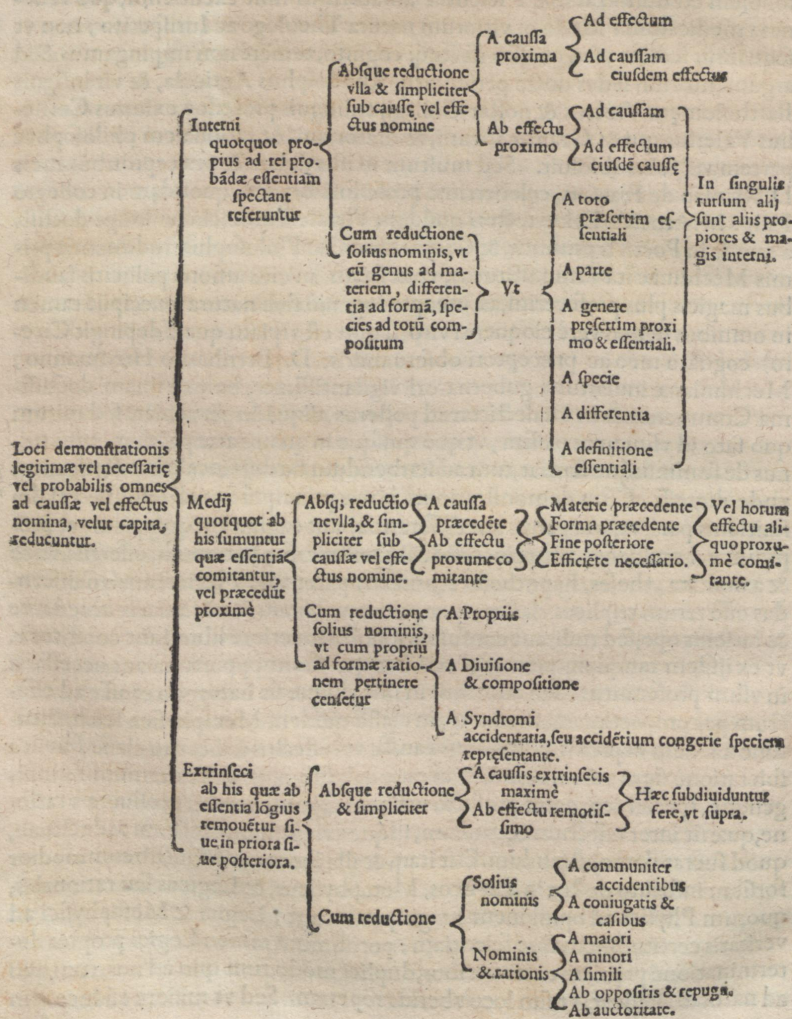 Loci demonstrationis
legitimæ vel necessarię
vel probabilis omnes
ad caussæ vel effectus
nomina, velut capita,
reducuntur.
Interni
quotquot pro-
pius ad rei pro-
bādæ essentiam
spectant
referuntur
Absque reductione
vlla & simpliciter
sub caussę vel effe
ctus nomine
A caussa
proxima
Ad effectum
Ad caussam
eiusdem effectus
Ab effectu
proximo
Ad caussam
Ad effectum
eiusdē caussę
Cum reductione
solius nominis, vt
cū genus ad ma-
teriem, differen-
tia ad formā, spe-
cies ad totū com-
positum
Vt
A toto
præsertim es-
sentiali
A parte
A genere
pręsertim proxi
mo & essentiali.
A specie
A differentia
A definitione
essentiali
In singulis
rursum alij
sunt aliis pro-
piores & ma-
gis interni.
Medij
quotquot ab
his sumuntur
quæ essentiā
comitantur,
vel præcedūt
proximè
Absq; reductio
nevlla, & sim-
pliciter sub
caussæ vel effe
ctus nomine.
A caussa
præcedēte
Ab effectu
proxumeco
mitante
Materie præcedente
Forma præcedente
Fine posteriore
Efficiēte necessario.
Vel horum
effectu ali-
quo proxu-
mè comi-
tante.
Cum reductione
solius nominis,
vt cum propriū
ad formæ ratio-
nem pertinere
censetur
A Propriis
A Diuisione
& compositione
A Syndromi
accidentaria, seu accidētium congerie speciem
repręsentante.
Extrinseci
ab his quæ ab
essentia lōgius
remouētur si-
ue in priora si-
ue posteriora.
Absque reductione
& simpliciter
A caussis extrinsecis
maximè
Ab effectu remotis-
simo
Hæc subdiuiduntur
ferè, vt supra.
Cum reductione
Solius
nominis
A communiter
accidentibus
A coniugatis &
casibus
Nominis
& rationis
A maiori
A minori
A simili
Ab oppositis & repugn.
Ab auctoritate.